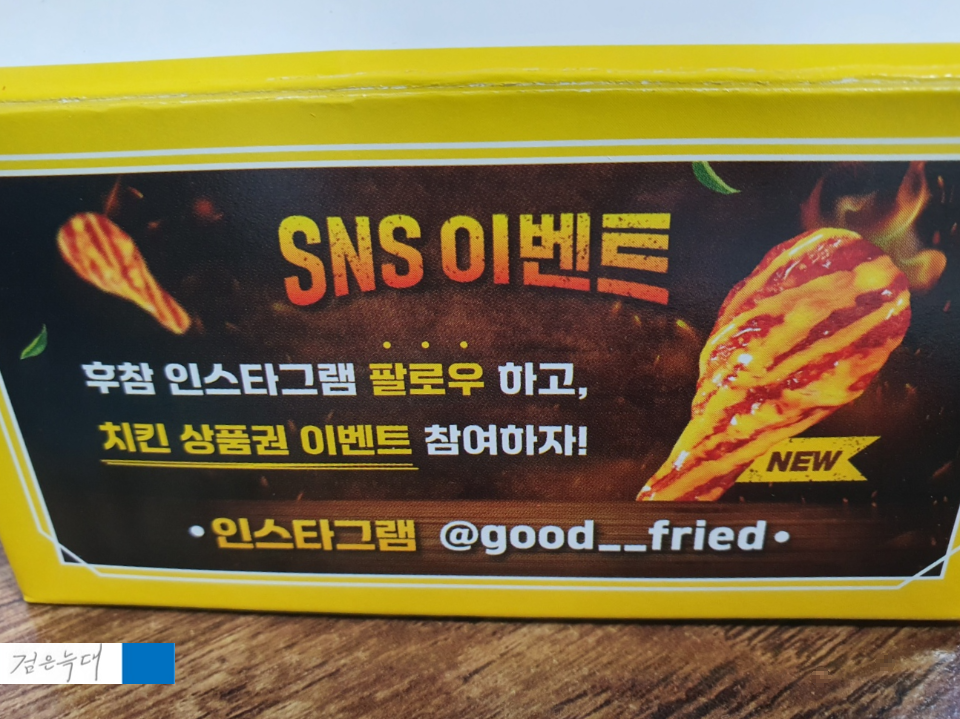 SNS 이벤트
후참 인스타그램 팔로우 하고,
치킨 상품권 이벤트 참여하자!
NEW
•인스타그램 @good__fried•
검은늑대